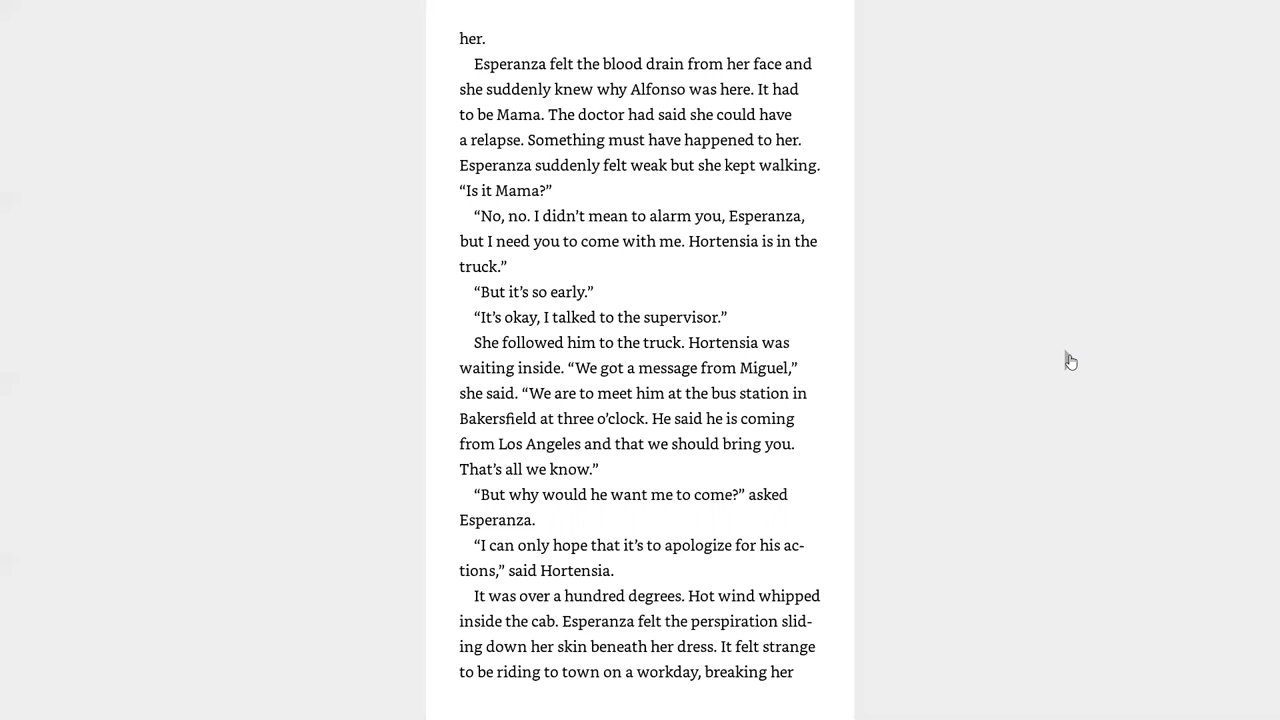 her.
Esperanza felt the blood drain from her face and
she suddenly knew why Alfonso was here. It had
to be Mama. The doctor had said she could have
a relapse. Something must have happened to her.
Esperanza suddenly felt weak but she kept walking.
“Is it Mama?”
“No, no. I didn’t mean to alarm you, Esperanza,
but I need you to come with me. Hortensia is in the
truck.”
“But it’s so early.”
“It’s okay, I talked to the supervisor.”
She followed him to the truck. Hortensia was
waiting inside. “We got a message from Miguel,”
she said. “We are to meet him at the bus station in
Bakersfield at three o’clock. He said he is coming
from Los Angeles and that we should bring you.
That’s all we know.”
“But why would he want me to come?” asked
Esperanza.
“I can only hope that it’s to apologize for his ac-
tions,” said Hortensia.
It was over a hundred degrees. Hot wind whipped
inside the cab. Esperanza felt the perspiration slid-
ing down her skin beneath her dress. It felt strange
to be riding to town on a workday, breaking her